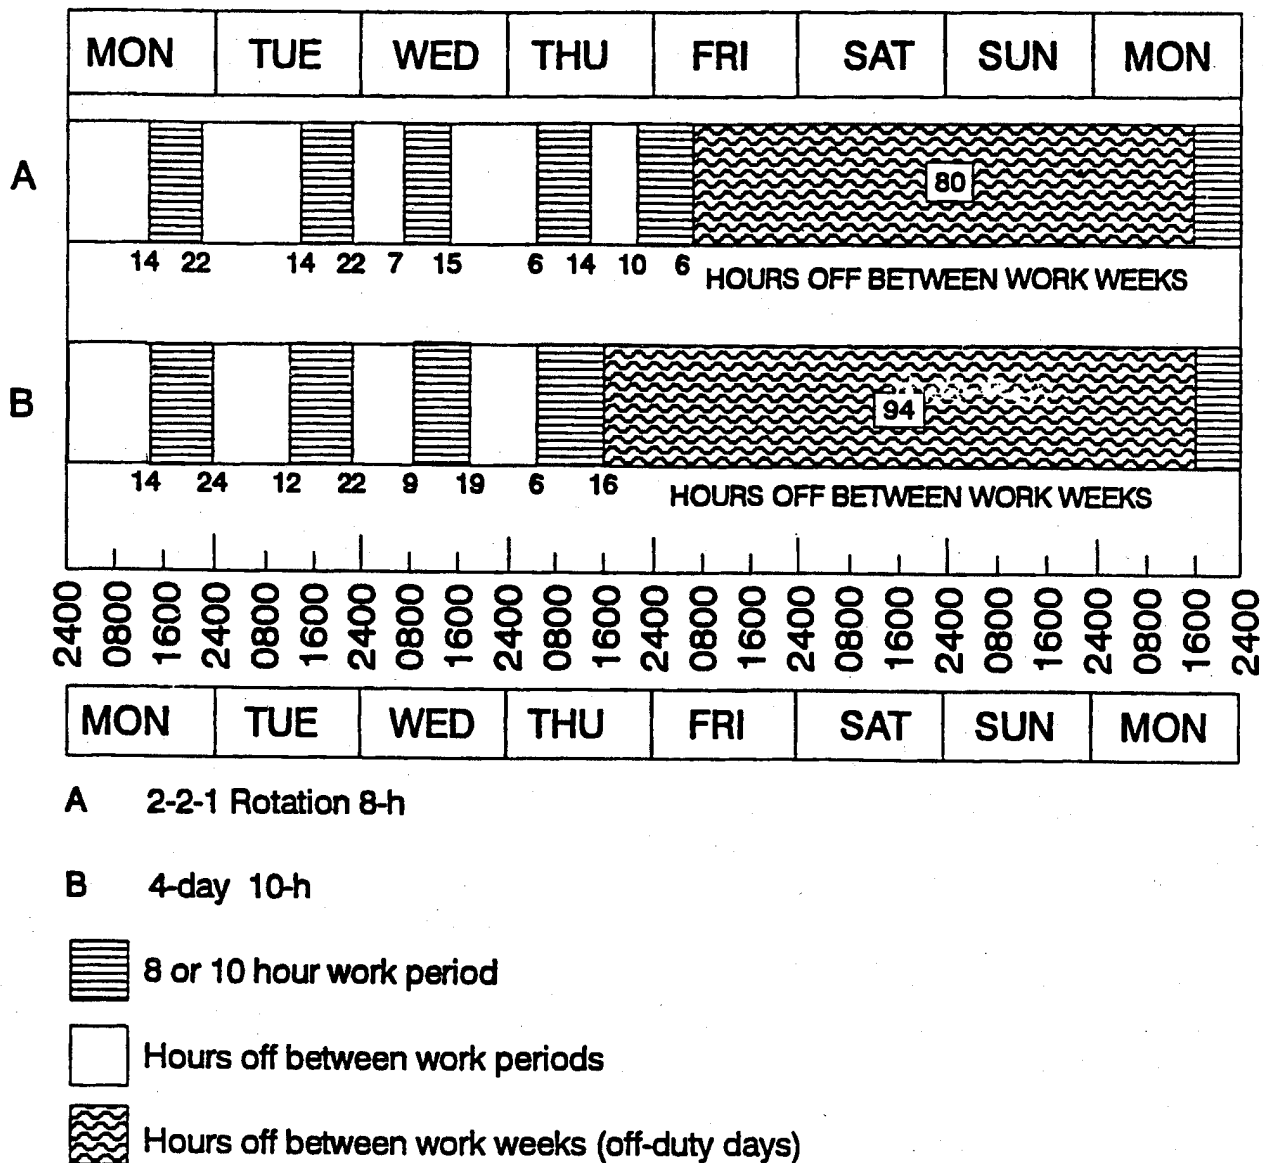 MON TUE WED THU FRI SAT SUN MON
A
80
14 22 14 22 7 15 6 14 10 6 HOURS OFF BETWEEN WORK WEEKS
B
94
14 24 12 22 9 19 6 16 HOURS OFF BETWEEN WORK WEEKS
2400 0800 1600 2400 0800 1600 2400 0800 1600 2400 0800 1600 2400 0800 1600 2400 0800 1600 2400 0800 1600 2400 0800 1600 2400
MON TUE WED THU FRI SAT SUN MON
A 2-2-1 Rotation 8-h
B 4-day 10-h
8 or 10 hour work period
Hours off between work periods
Hours off between work weeks (off-duty days)